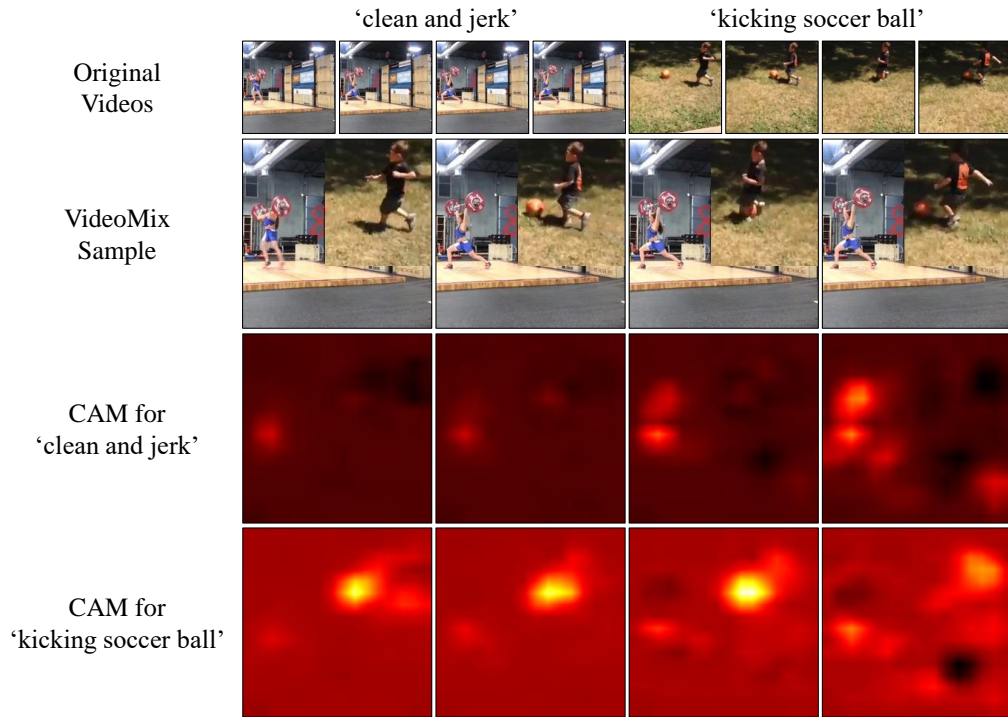 ‘clean and jerk’
‘kicking soccer ball’
Original
Videos
VideoMix
Sample
CAM for
‘clean and jerk’
CAM for
‘kicking soccer ball’